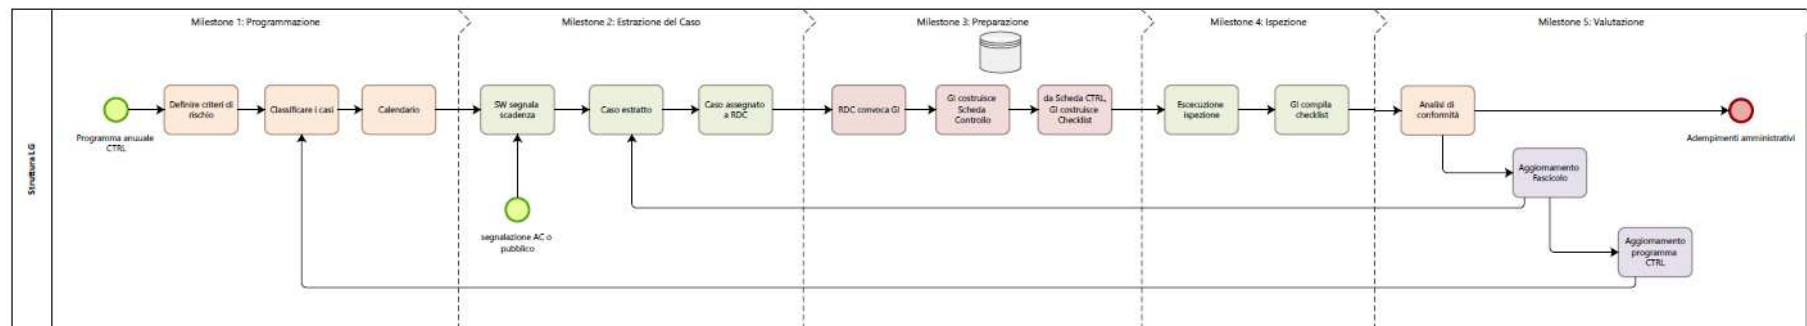 Milestone 1: Programmazione
Milestone 2: Estrazione del Caso
Milestone 3: Preparazione
Milestone 4: Ispezione
Milestone 5: Valutazione
Struttura LG
Programma anuuale
CTRL
Definire criteri di
rischio
Classificare i casi
Calendario
SW segnala
scadenza
segnalazione AC o
pubblico
Caso estratto
Caso assegnato
a RDC
RDC convoca GI
GI costruisce
Scheda
Controllo
da Scheda CTRL,
GI costruisce
Checklist
Escecuzione
ispezione
GI compila
checklist
Analisi di
conformità
Adempimenti amministrativi
Aggiornamento
Fascicolo
Aggiornamento
programma
CTRL